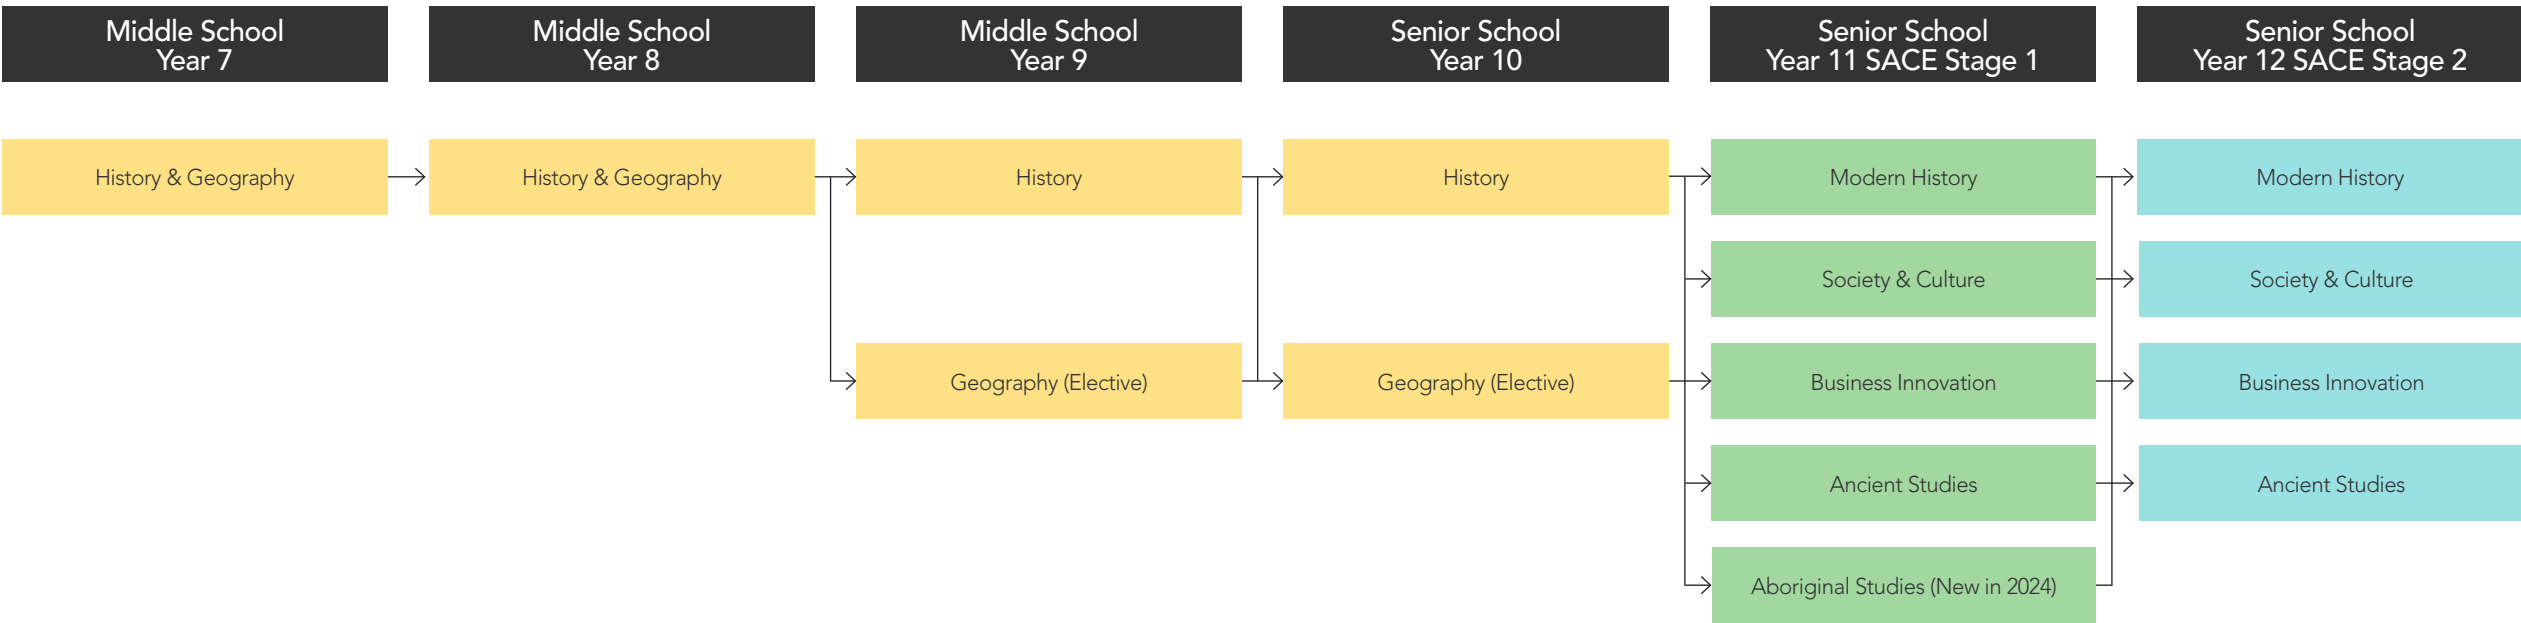 Middle School
Year 7
Middle School
Year 8
Middle School
Year 9
Senior School
Year 10
Senior School
Year 11 SACE Stage 1
Senior School
Year 12 SACE Stage 2
History & Geography
History & Geography
History
History
Modern History
Modern History
Society & Culture
Society & Culture
Geography (Elective)
Geography (Elective)
Business Innovation
Business Innovation
Ancient Studies
Ancient Studies
Aboriginal Studies (New in 2024)